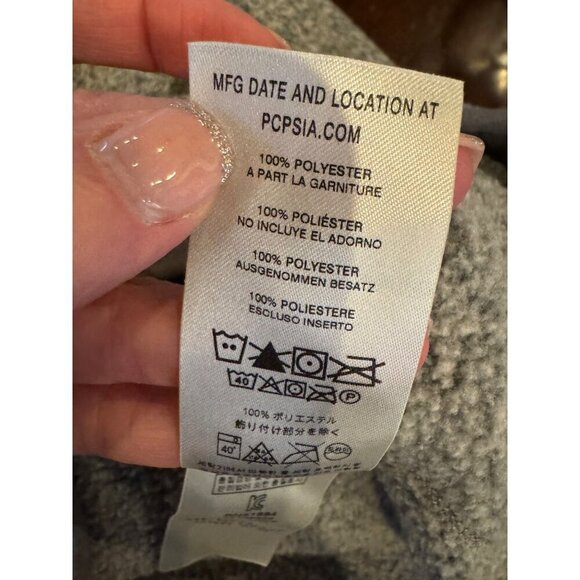 MFG DATE AND LOCATION AT
PCPSIA.COM
100% POLYESTER
A PART LA GARNITURE
100% POLIÉSTER
NO INCLUYE EL ADORNO
100% POLYESTER
AUSGENOMMEN BESATZ
100% POLIESTERE
ESCLUSO INSERTO
40 P
100% ポリエステル
飾り付け部分を除く
40°